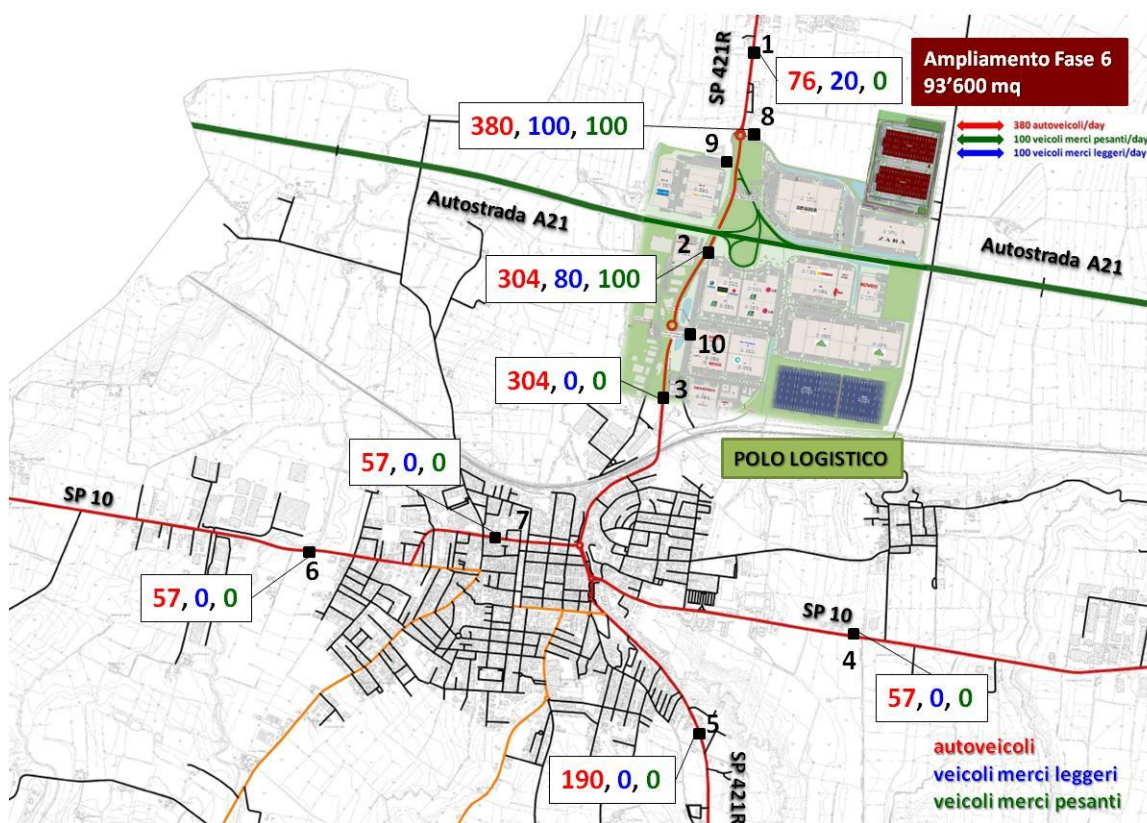 SP 421R
1
Ampliamento Fase 6
93’600 mq
76, 20, 0
380 autoveicoli/day
100 veicoli merci pesanti/day
100 veicoli merci leggeri/day
380, 100, 100
8
9
Autostrada A21
ZARA
2
Autostrada A21
304, 80, 100
10
304, 0, 0
3
57, 0, 0
POLO LOGISTICO
SP 10
7
6
57, 0, 0
SP 10
4
57, 0, 0
5
190, 0, 0
SP 421R
autoveicoli
veicoli merci leggeri
veicoli merci pesanti